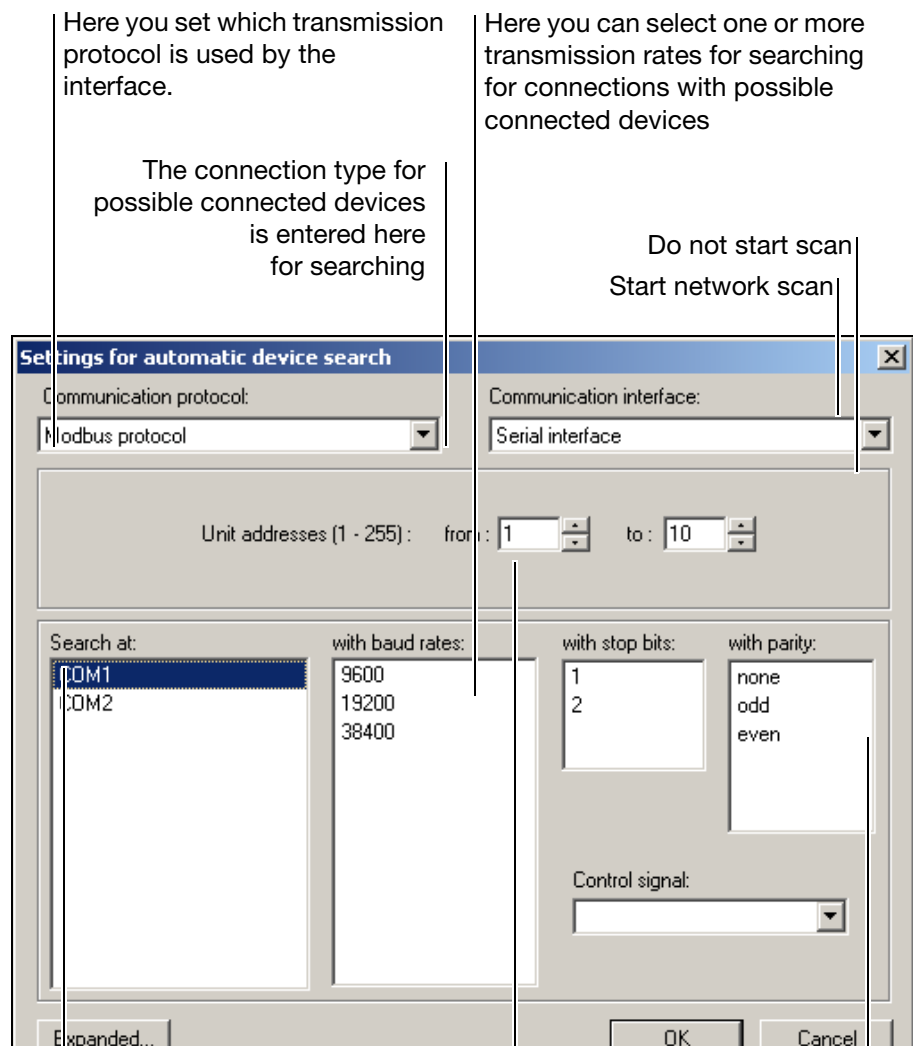 Here you set which transmission
protocol is used by the
interface.
Here you can select one or more
transmission rates for searching
for connections with possible
connected devices
The connection type for
possible connected devices
is entered here
for searching
Do not start scan
Start network scan
Settings for automatic device search
Communication protocol:
Communication interface:
Modbus protocol
Serial interface
Unit addresses (1 - 255) : from : 1 to : 10
Search at:
COM1
COM2
with baud rates:
9600
19200
38400
with stop bits:
1
2
with parity:
none
odd
even
Control signal:
Expanded...
OK
Cancel